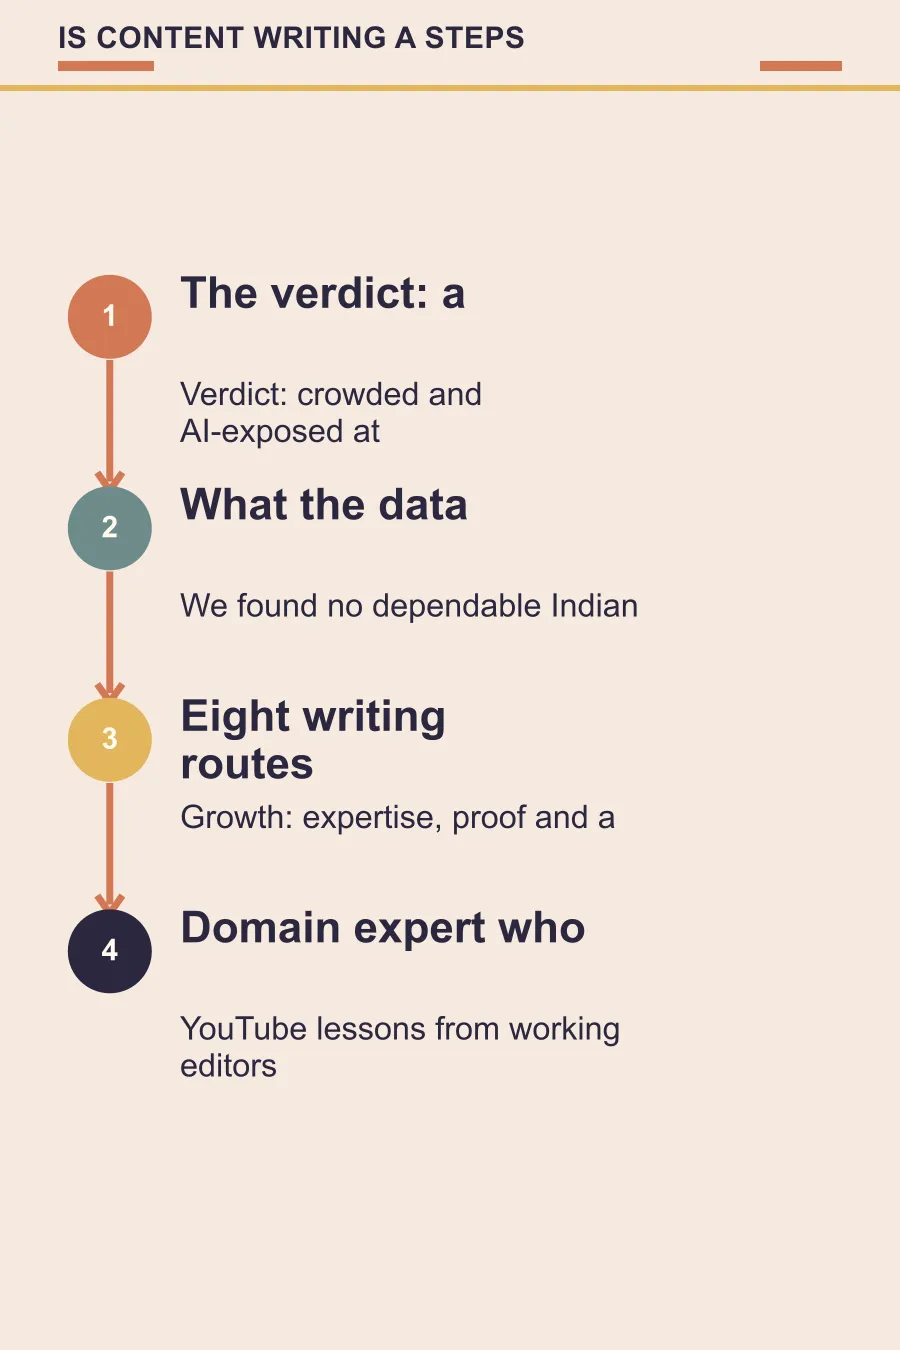 IS CONTENT WRITING A STEPS
1
The verdict: a
Verdict: crowded and
AI-exposed at
2
What the data
We found no dependable Indian
3
Eight writing
routes
Growth: expertise, proof and a
4
Domain expert who
YouTube lessons from working
editors